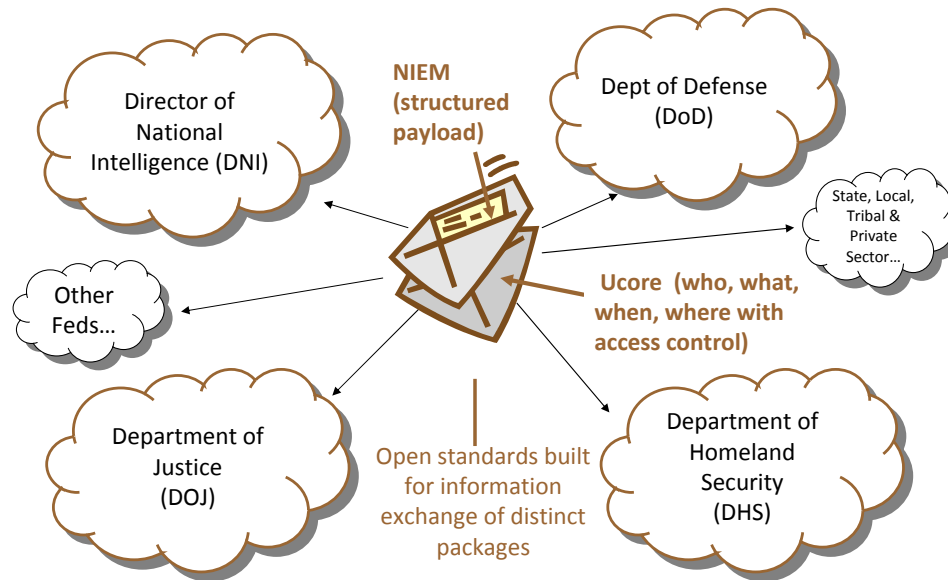 Director of
National
Intelligence (DNI)
NIEM
(structured
payload)
Dept of Defense
(DoD)
State, Local,
Tribal &
Private
Sector…
Other
Feds…
Ucore  (who, what,
when, where with
access control)
Department of
Justice
(DOJ)
Open standards built
for information
exchange of distinct
packages
Department of
Homeland
Security
(DHS)